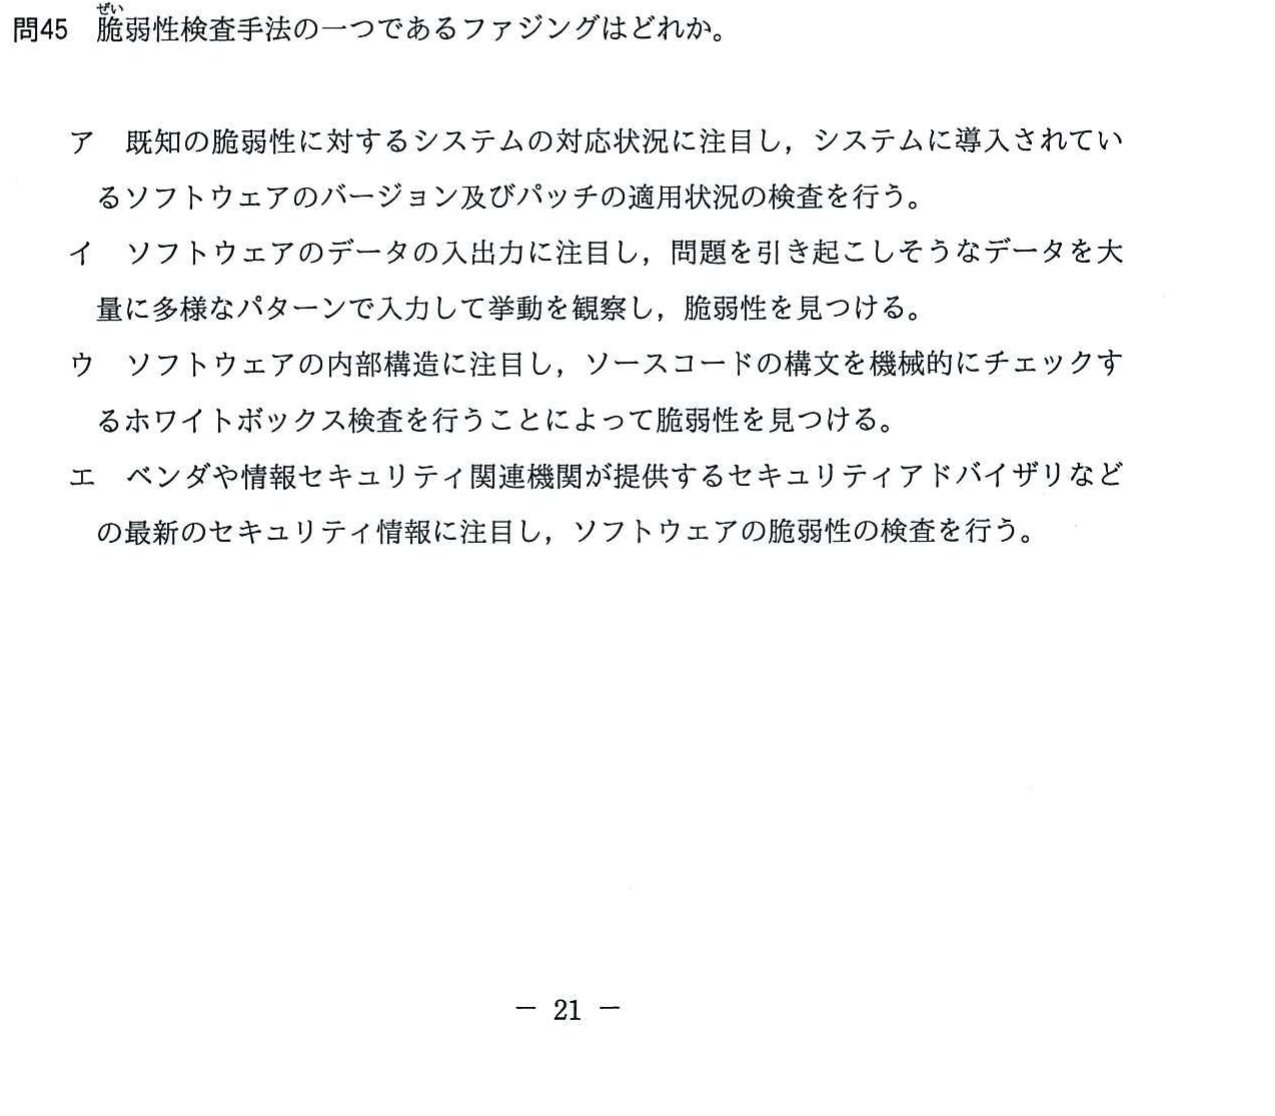 問45 脆弱性検査手法の一つであるファジングはどれか。
ア 既知の脆弱性に対するシステムの対応状況に注目し，システムに導入されてい
るソフトウェアのバージョン及びパッチの適用状況の検査を行う。
イ ソフトウェアのデータの入出力に注目し，問題を引き起こしそうなデータを大
量に多様なパターンで入力して挙動を観察し，脆弱性を見つける。
ウ ソフトウェアの内部構造に注目し，ソースコードの構文を機械的にチェックす
るホワイトボックス検査を行うことによって脆弱性を見つける。
エ ベンダや情報セキュリティ関連機関が提供するセキュリティアドバイザリなど
の最新のセキュリティ情報に注目し，ソフトウェアの脆弱性の検査を行う。
－ 21 －